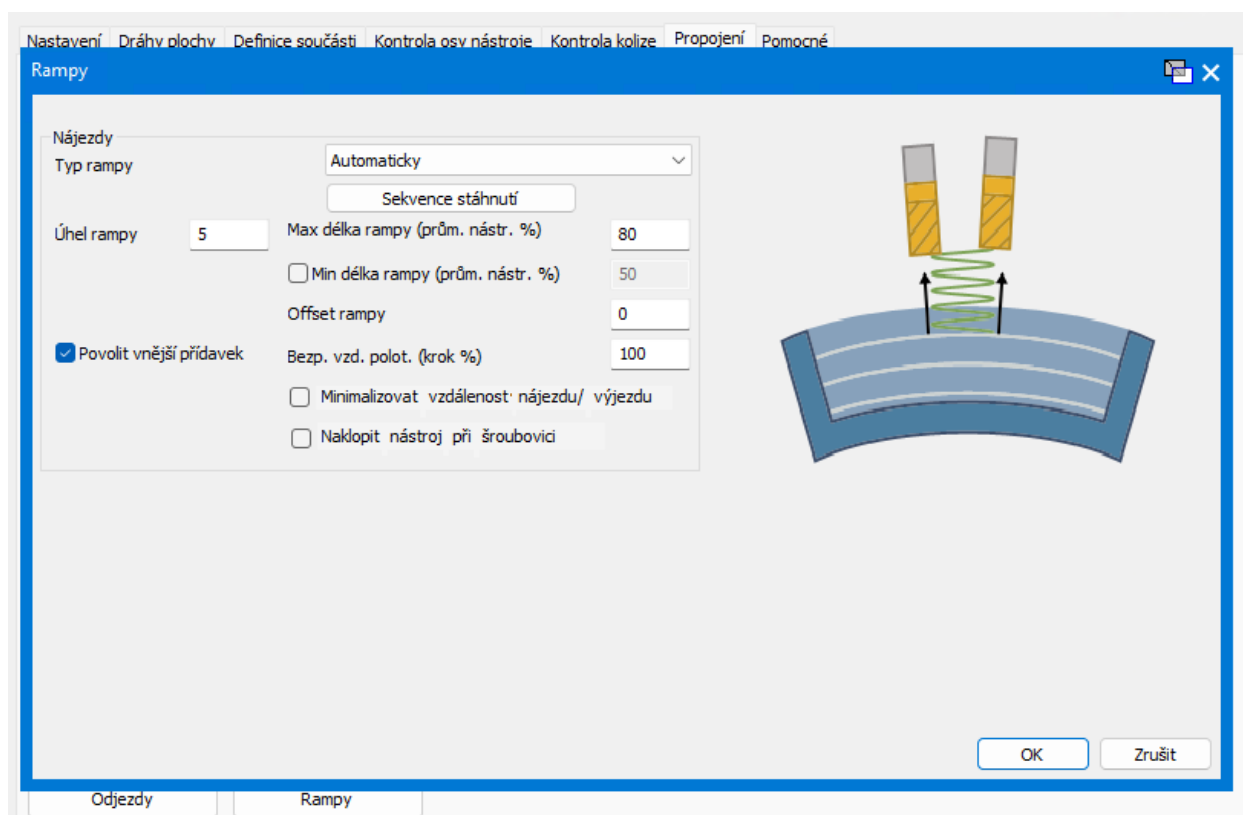 Nastavení Dráhy plochy Definice součásti Kontrola osy nástroje Kontrola kolize Propojení Pomocné
Rampy
Nájezdy
Typ rampy Automaticky
Sekvence stáhnutí
Úhel rampy 5 Max délka rampy (prům. nástr. %) 80
Min délka rampy (prům. nástr. %) 50
Offset rampy 0
Povolit vnější přídavek Bezp. vzd. polot. (krok %) 100
Minimalizovat vzdálenost nájezdu/ výjezdu
Naklopit nástroj při šroubovici
OK Zrušit
Odjezdy Rampy